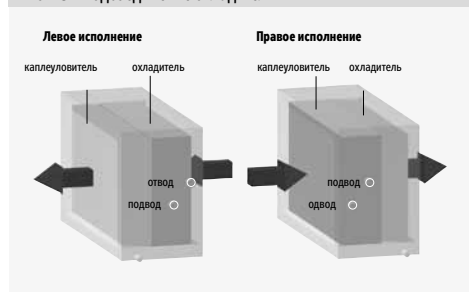 Левое исполнение
каплеуловитель охладитель
отвод
подвод
Правое исполнение
каплеуловитель охладитель
подвод
одвод